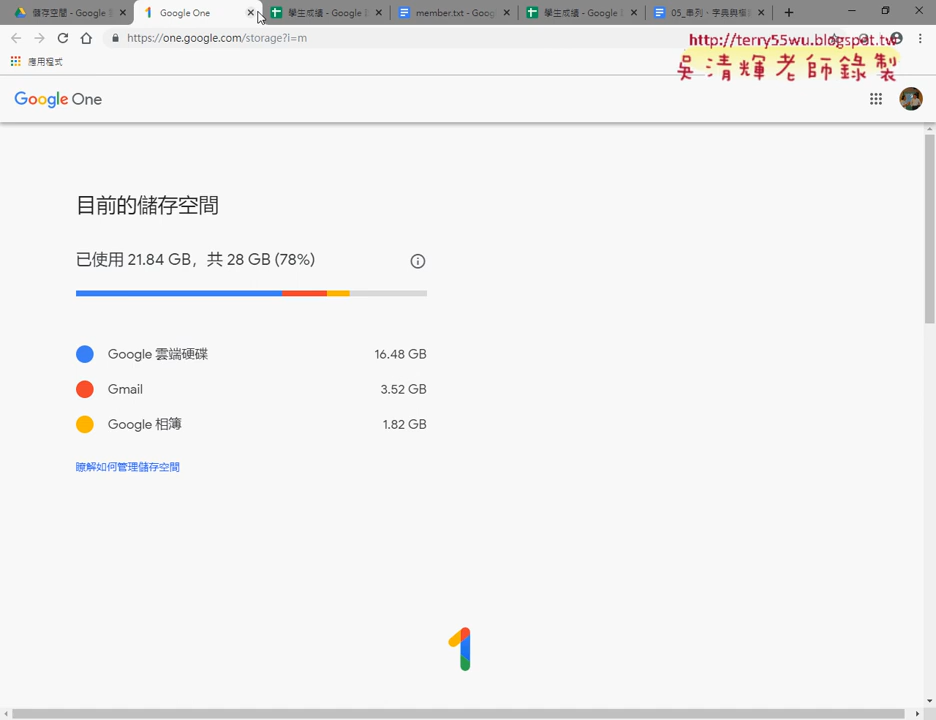 儲存空間 - Google
Google One
學生成績 - Google
member.txt - Goog
學生成績 - Google
05_串列、字典與
https://one.google.com/storage?i=m
http://terry55wu.blogspot.tw
應用程式
吳清輝老師錄製
Google One
目前的儲存空間
已使用 21.84 GB，共 28 GB (78%)
Google 雲端硬碟
16.48 GB
Gmail
3.52 GB
Google 相簿
1.82 GB
瞭解如何管理儲存空間